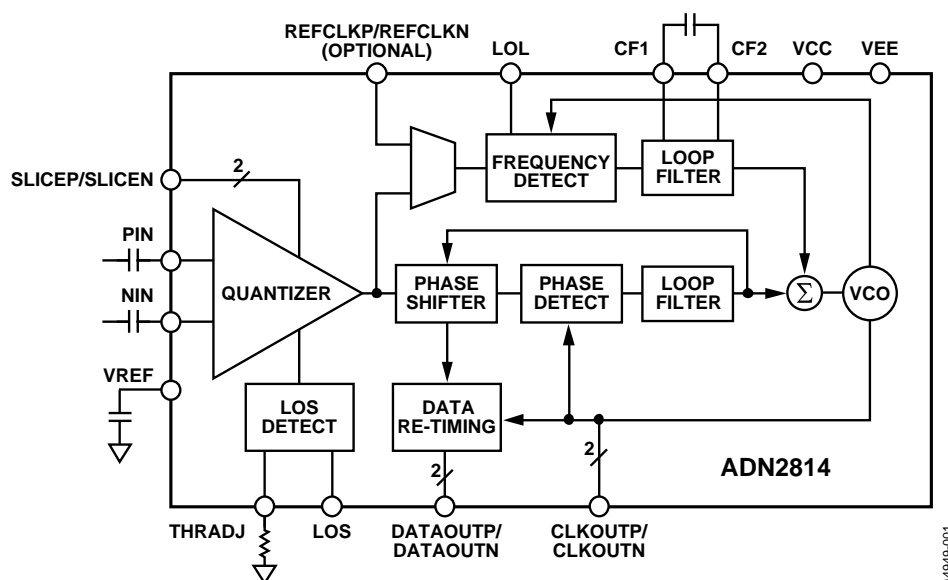 REFCLKP/REFCLKN
(OPTIONAL)
LOL
CF1
CF2
VCC
VEE
SLICEP/SLICEN
2
FREQUENCY
DETECT
LOOP
FILTER
PIN
NIN
QUANTIZER
PHASE
SHIFTER
PHASE
DETECT
LOOP
FILTER
Σ
VCO
VREF
LOS
DETECT
DATA
RE-TIMING
2
2
ADN2814
THRADJ
LOS
DATAOUTP/
DATAOUTN
CLKOUTP/
CLKOUTN
4949-001